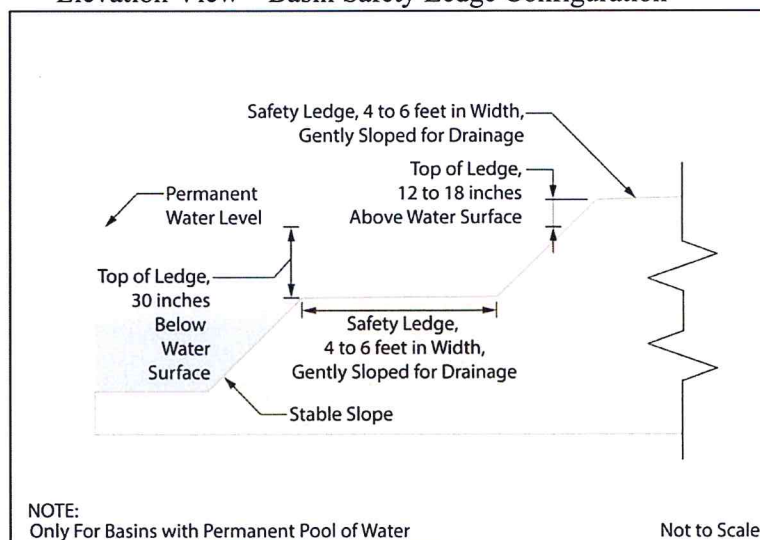 Elevation View – Basin Safety Ledge Configuration
Safety Ledge, 4 to 6 feet in Width,
Gently Sloped for Drainage
Top of Ledge,
12 to 18 inches
Above Water Surface
Permanent
Water Level
Top of Ledge,
30 inches
Below
Water
Surface
Safety Ledge,
4 to 6 feet in Width,
Gently Sloped for Drainage
Stable Slope
NOTE:
Only For Basins with Permanent Pool of Water
Not to Scale